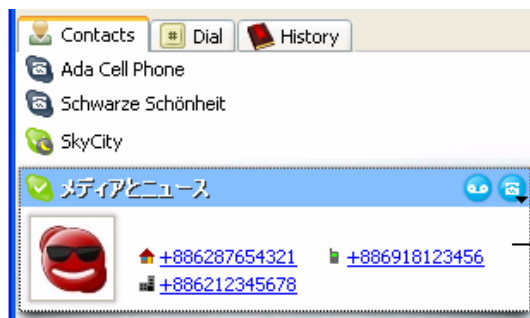 Contacts # Dial History
Ada Cell Phone
Schwarze Schönheit
SkyCity
メディアとニュース
+886287654321 +886918123456
+886212345678